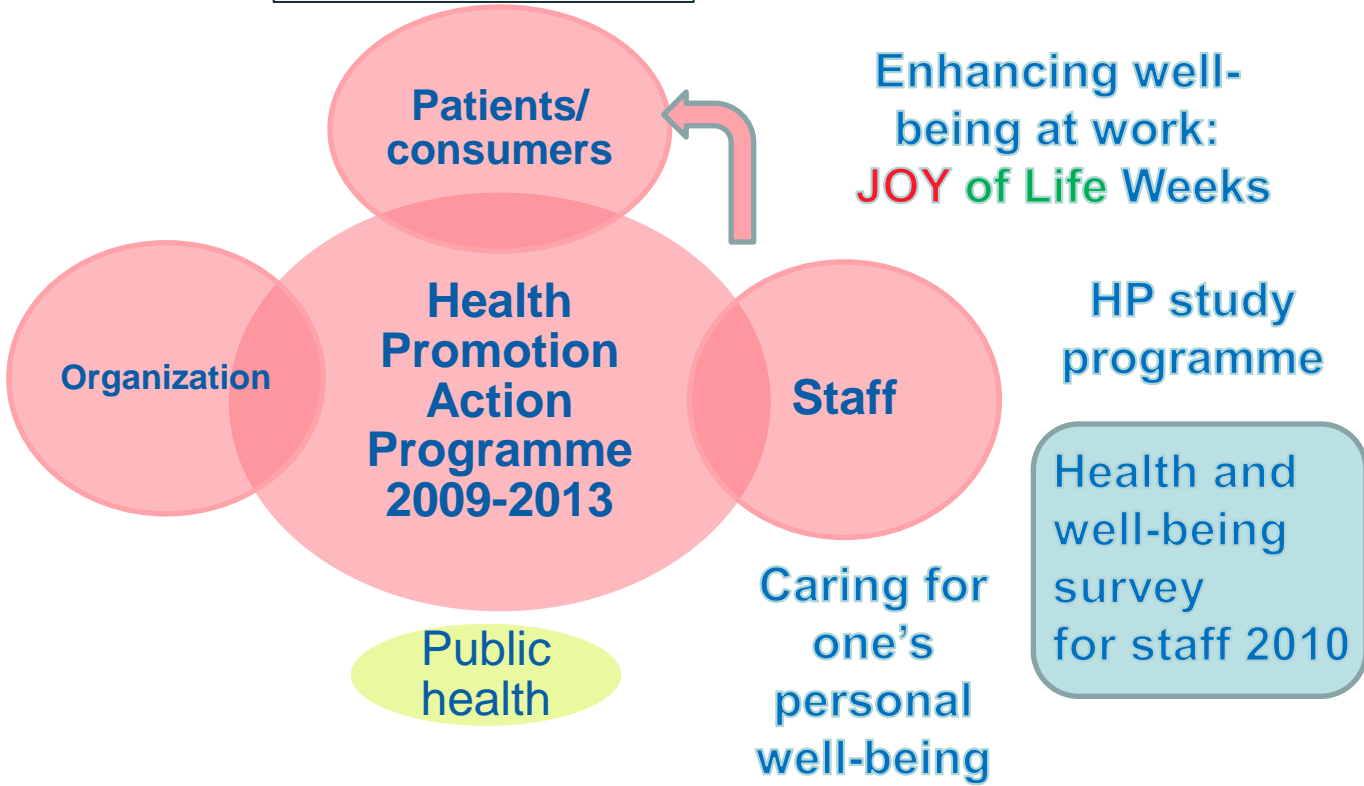 Patients/
consumers
Enhancing well-
being at work:
JOY of Life Weeks
Organization
Health
Promotion
Action
Programme
2009-2013
Staff
HP study
programme
Health and
well-being
survey
for staff 2010
Public
health
Caring for
one’s
personal
well-being